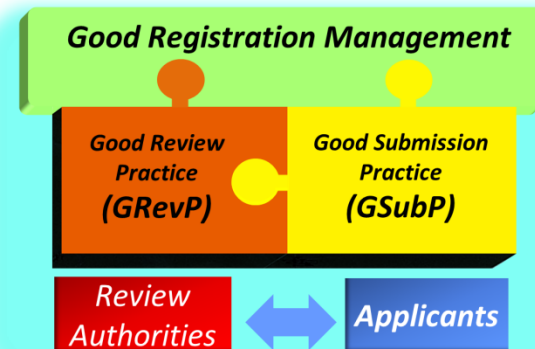 Good Registration Management
Good Review
Practice
(GRevP)
Good Submission
Practice
(GSubP)
Review
Authorities
Applicants